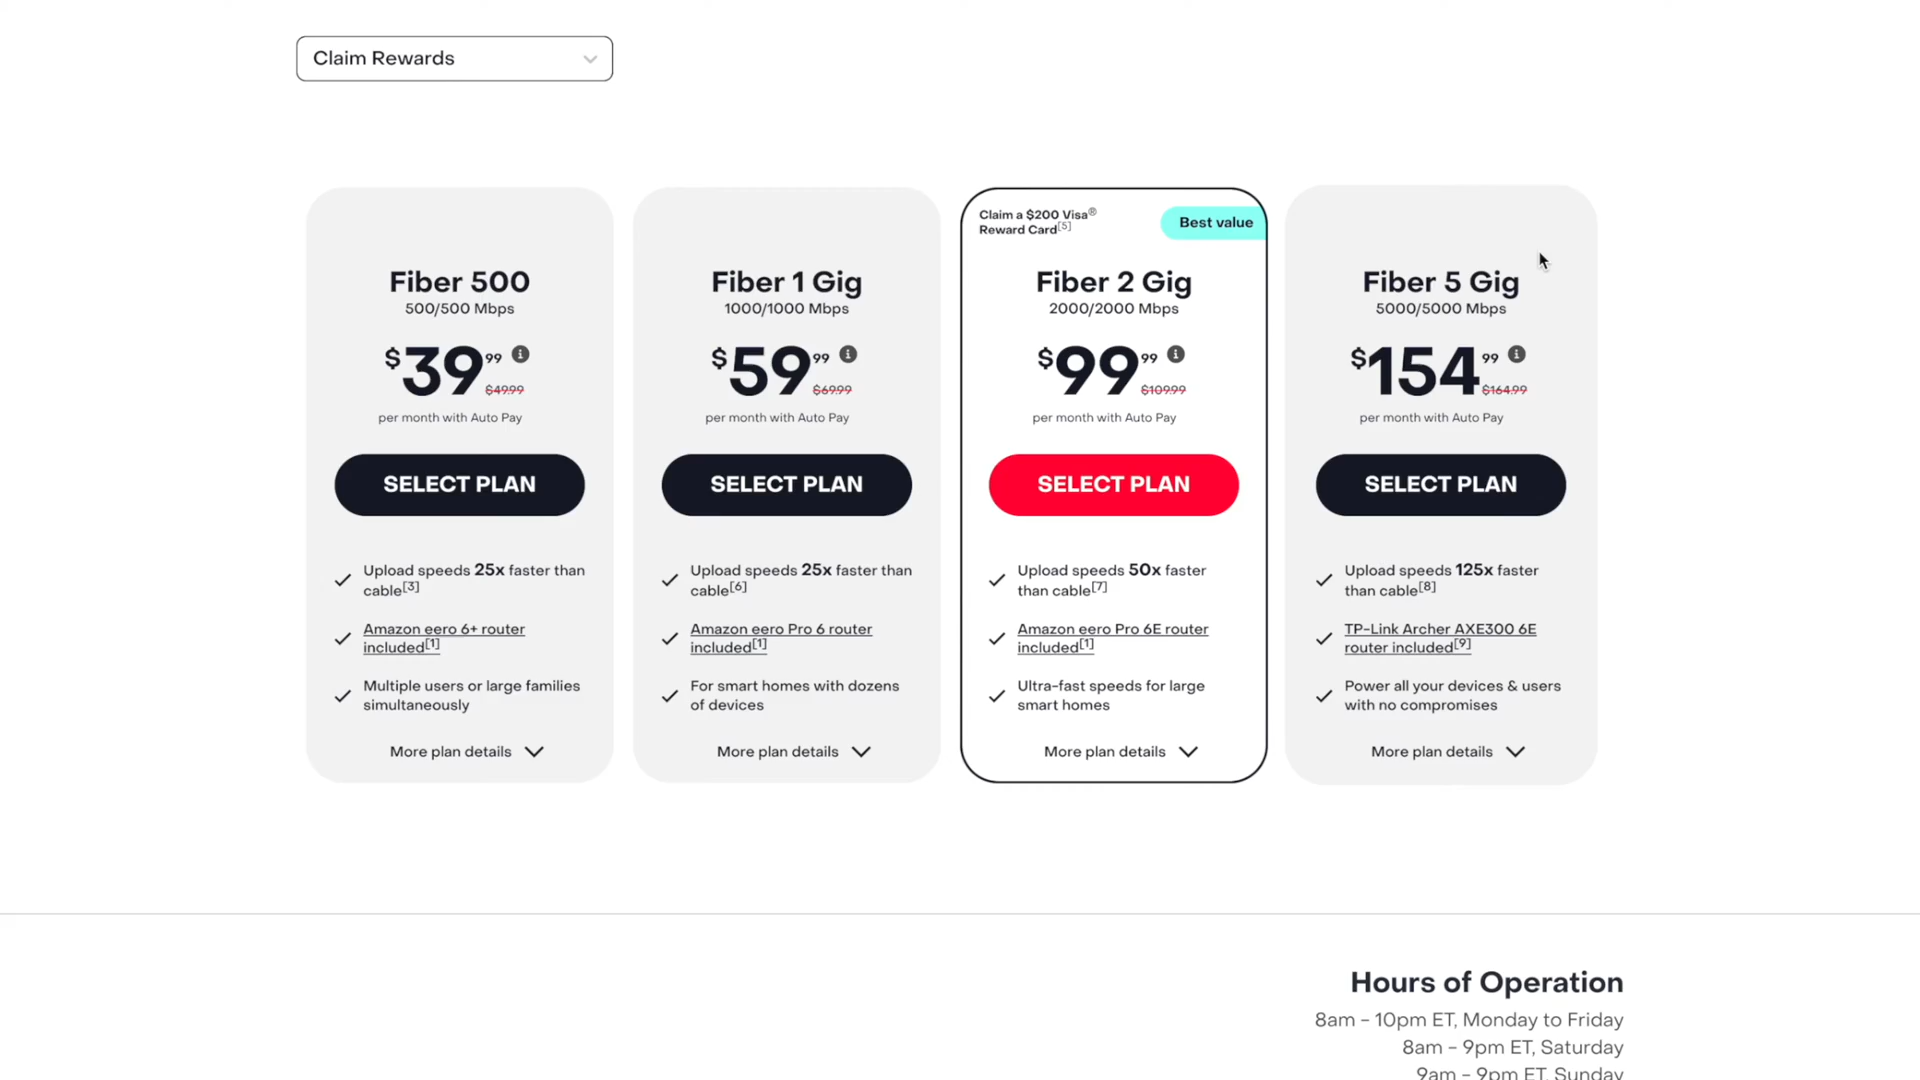 Claim Rewards
Fiber 500
500/500 Mbps
$39 99
$49.99
per month with Auto Pay
SELECT PLAN
Upload speeds 25x faster than
cable[3]
Amazon eero 6+ router
included[1]
Multiple users or large families
simultaneously
More plan details
Fiber 1 Gig
1000/1000 Mbps
$59 99
$69.99
per month with Auto Pay
SELECT PLAN
Upload speeds 25x faster than
cable[6]
Amazon eero Pro 6 router
included[1]
For smart homes with dozens
of devices
More plan details
Claim a $200 Visa®
Reward Card[5]
Best value
Fiber 2 Gig
2000/2000 Mbps
$99 99
$109.99
per month with Auto Pay
SELECT PLAN
Upload speeds 50x faster
than cable[7]
Amazon eero Pro 6E router
included[1]
Ultra-fast speeds for large
smart homes
More plan details
Fiber 5 Gig
5000/5000 Mbps
$154 99
$164.99
per month with Auto Pay
SELECT PLAN
Upload speeds 125x faster
than cable[8]
TP-Link Archer AXE300 6E
router included[9]
Power all your devices & users
with no compromises
More plan details
Hours of Operation
8am – 10pm ET, Monday to Friday
8am – 9pm ET, Saturday
9am – 9pm ET, Sunday